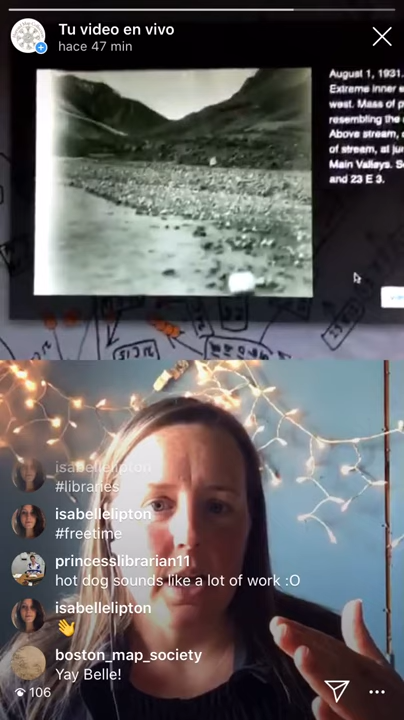 Tu video en vivo
hace 47 min
August 1, 1931.
Extreme inner
west. Mass of
resembling the
Above stream,
of stream, at
Main Valleys.
and 23 E 3.
isabellelipton
#libraries
isabellelipton
#freetime
princesslibrarian11
hot dog sounds like a lot of work :O
isabellelipton
👋
boston_map_society
Yay Belle!
106